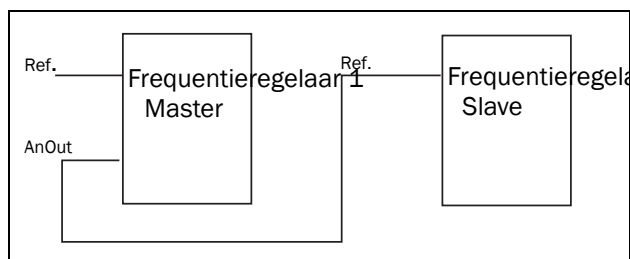 Ref.
Frequentieregelaar 1
Master
AnOut
Ref.
Frequentieregela
Slave